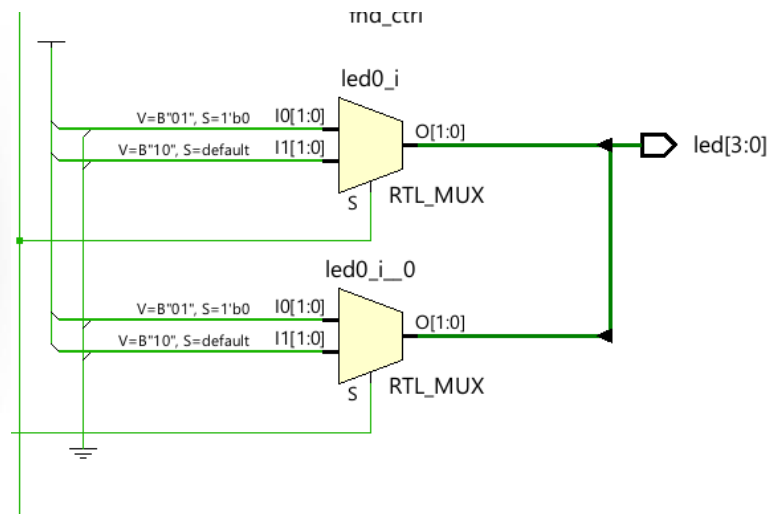 fnd_ctrl
led0_i
V=B"01", S=1'b0 I0[1:0]
O[1:0]
V=B"10", S=default I1[1:0]
led[3:0]
S
RTL_MUX
led0_i__0
V=B"01", S=1'b0 I0[1:0]
O[1:0]
V=B"10", S=default I1[1:0]
S
RTL_MUX